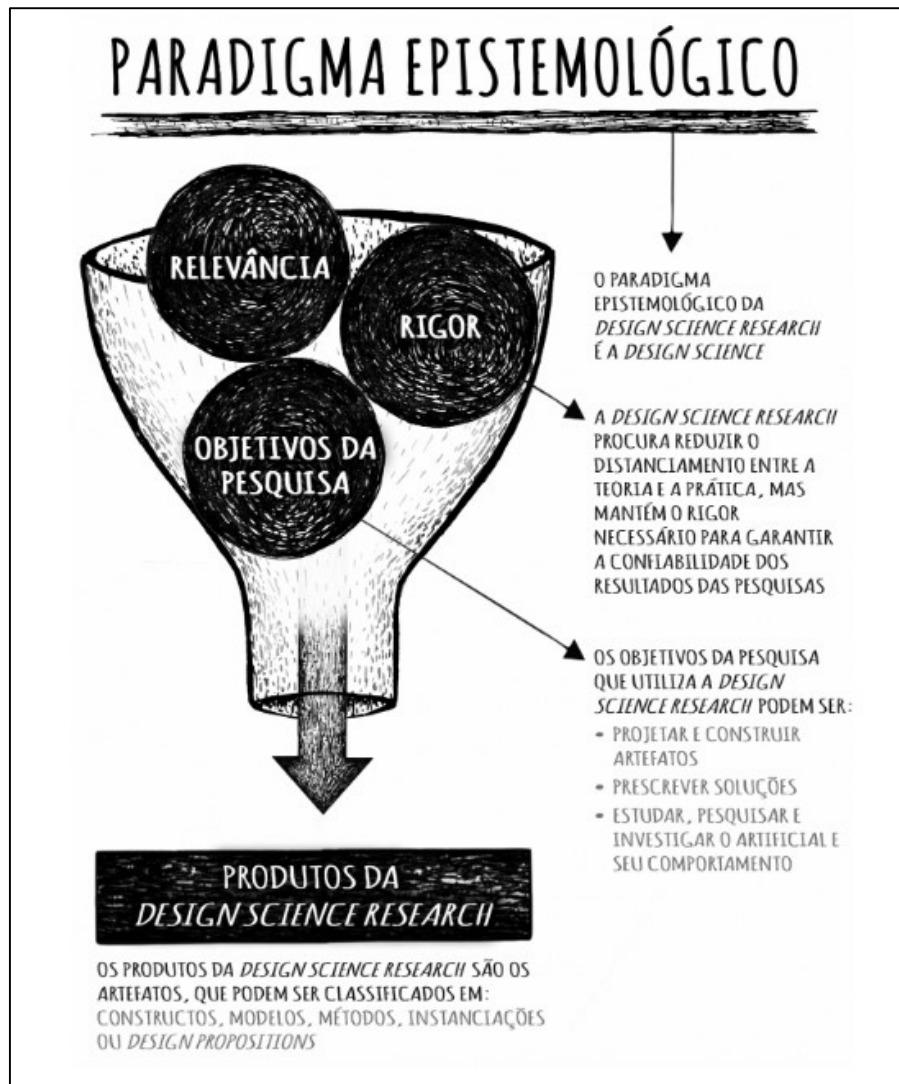 PARADIGMA EPISTEMOLÓGICO
RELEVÂNCIA
RIGOR
OBJETIVOS DA
PESQUISA
O PARADIGMA
EPISTEMOLÓGICO DA
DESIGN SCIENCE RESEARCH
É A DESIGN SCIENCE
A DESIGN SCIENCE RESEARCH
PROCURA REDUZIR O
DISTANCIAMENTO ENTRE A
TEORIA E A PRÁTICA, MAS
MANTÉM O RIGOR
NECESSÁRIO PARA GARANTIR
A CONFIABILIDADE DOS
RESULTADOS DAS PESQUISAS
OS OBJETIVOS DA PESQUISA
QUE UTILIZA A DESIGN
SCIENCE RESEARCH PODEM SER:
• PROJETAR E CONSTRUIR
ARTEFATOS
• PRESCREVER SOLUÇÕES
• ESTUDAR, PESQUISAR E
INVESTIGAR O ARTIFICIAL E
SEU COMPORTAMENTO
PRODUTOS DA
DESIGN SCIENCE RESEARCH
OS PRODUTOS DA DESIGN SCIENCE RESEARCH SÃO OS
ARTEFATOS, QUE PODEM SER CLASSIFICADOS EM:
CONSTRUCTOS, MODELOS, MÉTODOS, INSTANCIAÇÕES
OU DESIGN PROPOSITIONS